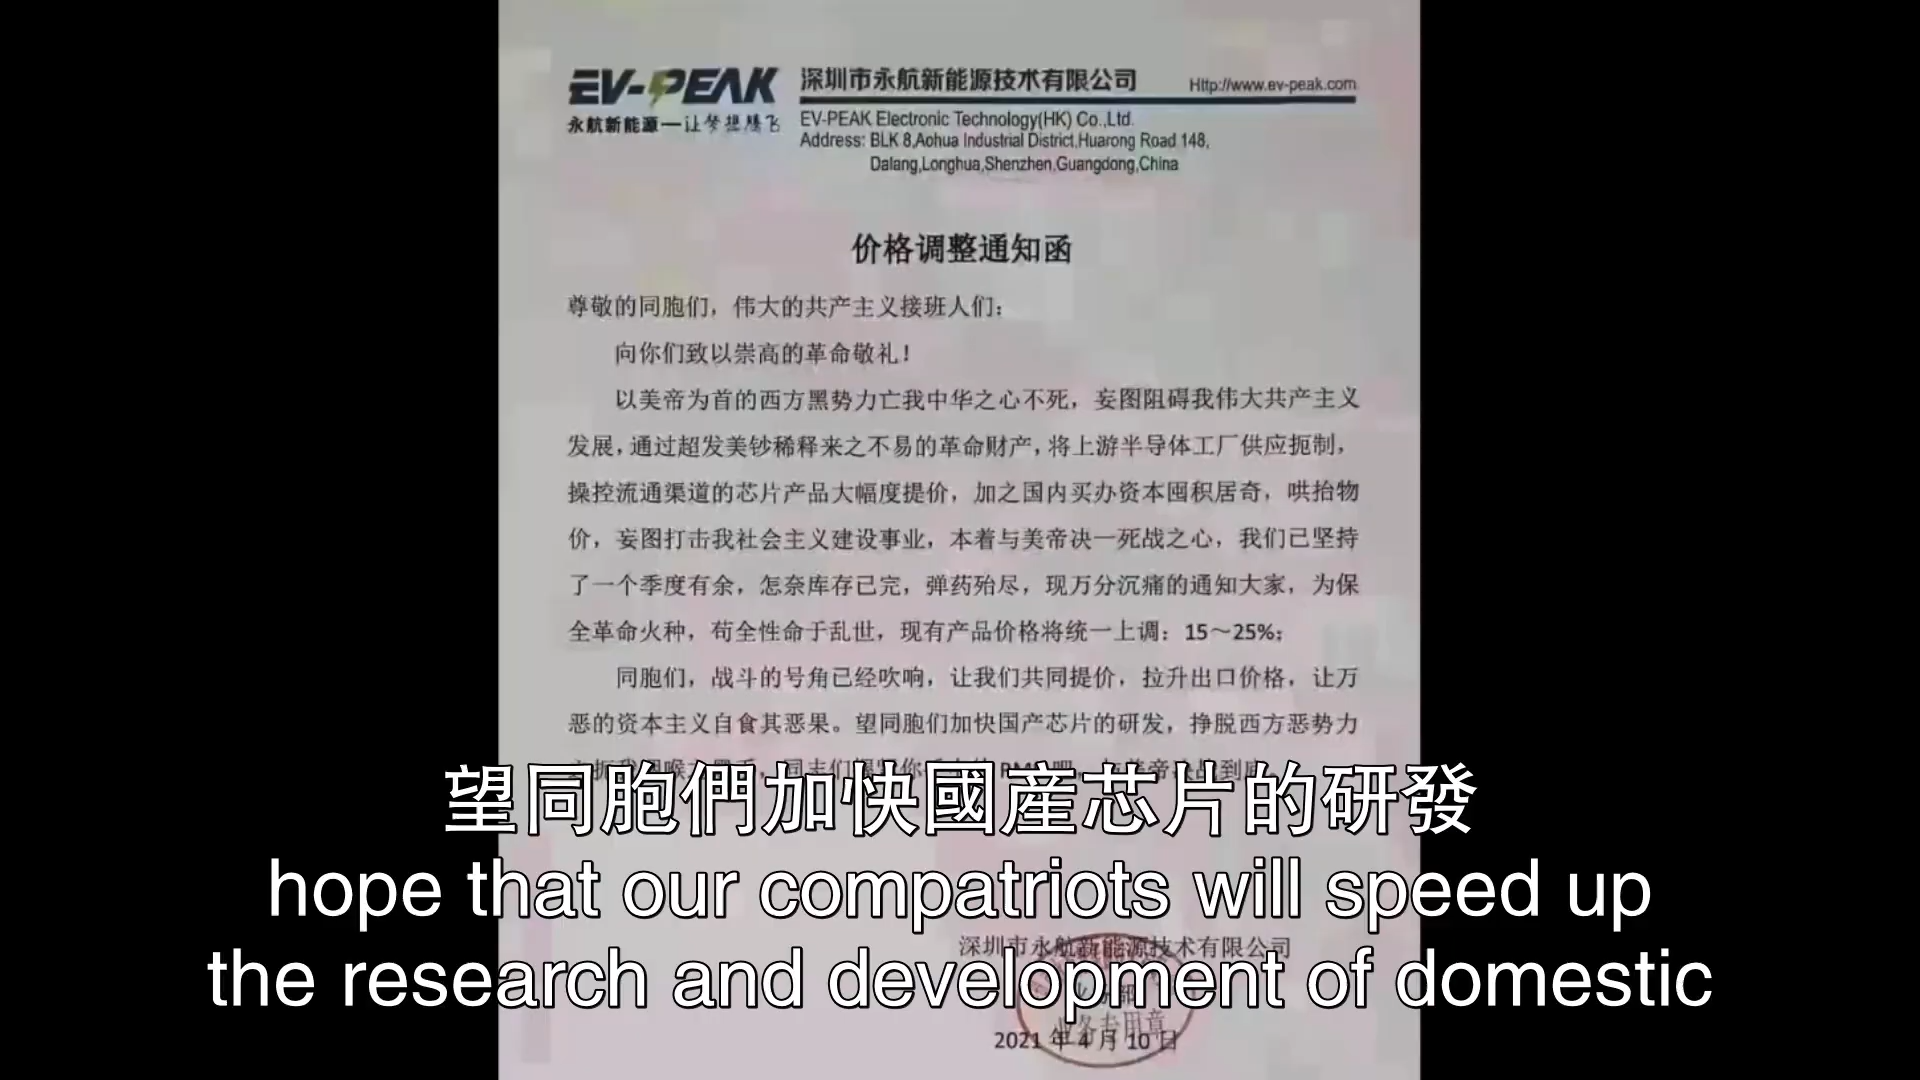 EV-PEAK
永航新能源—让梦想腾飞
深圳市永航新能源技术有限公司
Http://www.ev-peak.com
EV-PEAK Electronic Technology(HK) Co.,Ltd.
Address: BLK 8,Aohua Industrial District,Huarong Road 148,
Dalang,Longhua,Shenzhen,Guangdong,China
价格调整通知函
尊敬的同胞们，伟大的共产主义接班人们：
向你们致以崇高的革命敬礼！
以美帝为首的西方黑势力亡我中华之心不死，妄图阻碍我伟大共产主义
发展，通过超发美钞稀释来之不易的革命财产，将上游半导体工厂供应扼制，
操控流通渠道的芯片产品大幅度提价，加之国内买办资本囤积居奇，哄抬物
价，妄图打击我社会主义建设事业，本着与美帝决一死战之心，我们已坚持
了一个季度有余，怎奈库存已完，弹药殆尽，现万分沉痛的通知大家，为保
全革命火种，苟全性命于乱世，现有产品价格将统一上调：15～25%；
同胞们，战斗的号角已经吹响，让我们共同提价，拉升出口价格，让万
恶的资本主义自食其恶果。望同胞们加快国产芯片的研发，挣脱西方恶势力
望同胞們加快國産芯片的研發
hope that our compatriots will speed up
the research and development of domestic
深圳市永航新能源技术有限公司
业务专用章
2021 年 4 月 10 日